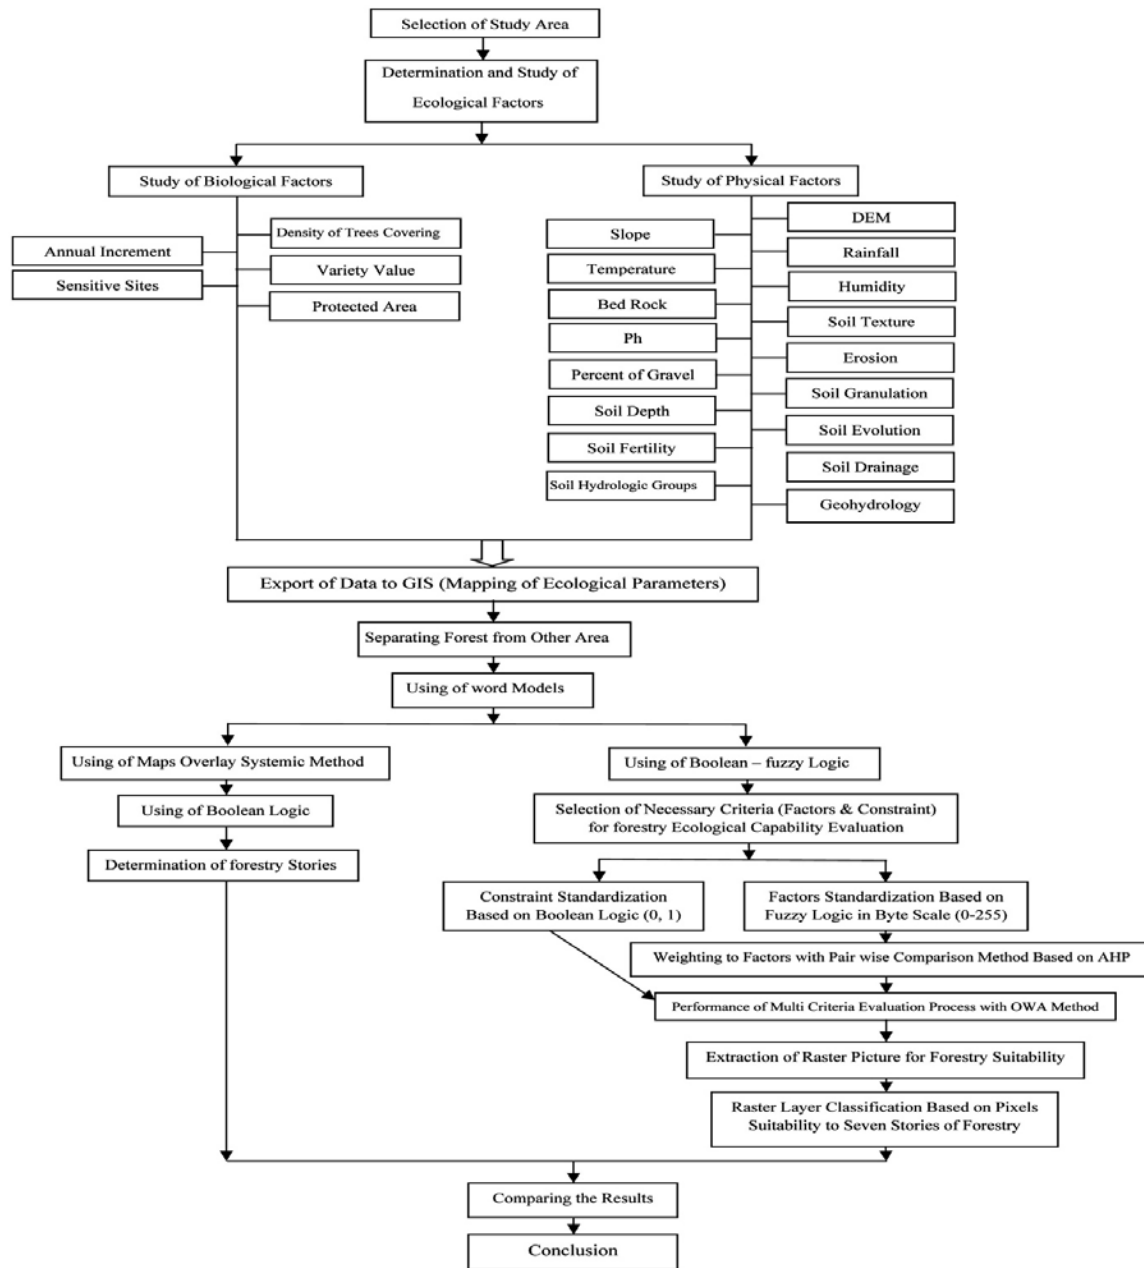 Selection of Study Area
Determination and Study of
Ecological Factors
Study of Biological Factors
Study of Physical Factors
Annual Increment
Sensitive Sites
Density of Trees Covering
Variety Value
Protected Area
Slope
Temperature
Bed Rock
Ph
Percent of Gravel
Soil Depth
Soil Fertility
Soil Hydrologic Groups
DEM
Rainfall
Humidity
Soil Texture
Erosion
Soil Granulation
Soil Evolution
Soil Drainage
Geohydrology
Export of Data to GIS (Mapping of Ecological Parameters)
Separating Forest from Other Area
Using of word Models
Using of Maps Overlay Systemic Method
Using of Boolean Logic
Determination of forestry Stories
Using of Boolean – fuzzy Logic
Selection of Necessary Criteria (Factors & Constraint)
for forestry Ecological Capability Evaluation
Constraint Standardization
Based on Boolean Logic (0, 1)
Factors Standardization Based on
Fuzzy Logic in Byte Scale (0-255)
Weighting to Factors with Pair wise Comparison Method Based on AHP
Performance of Multi Criteria Evaluation Process with OWA Method
Extraction of Raster Picture for Forestry Suitability
Raster Layer Classification Based on Pixels
Suitability to Seven Stories of Forestry
Comparing the Results
Conclusion